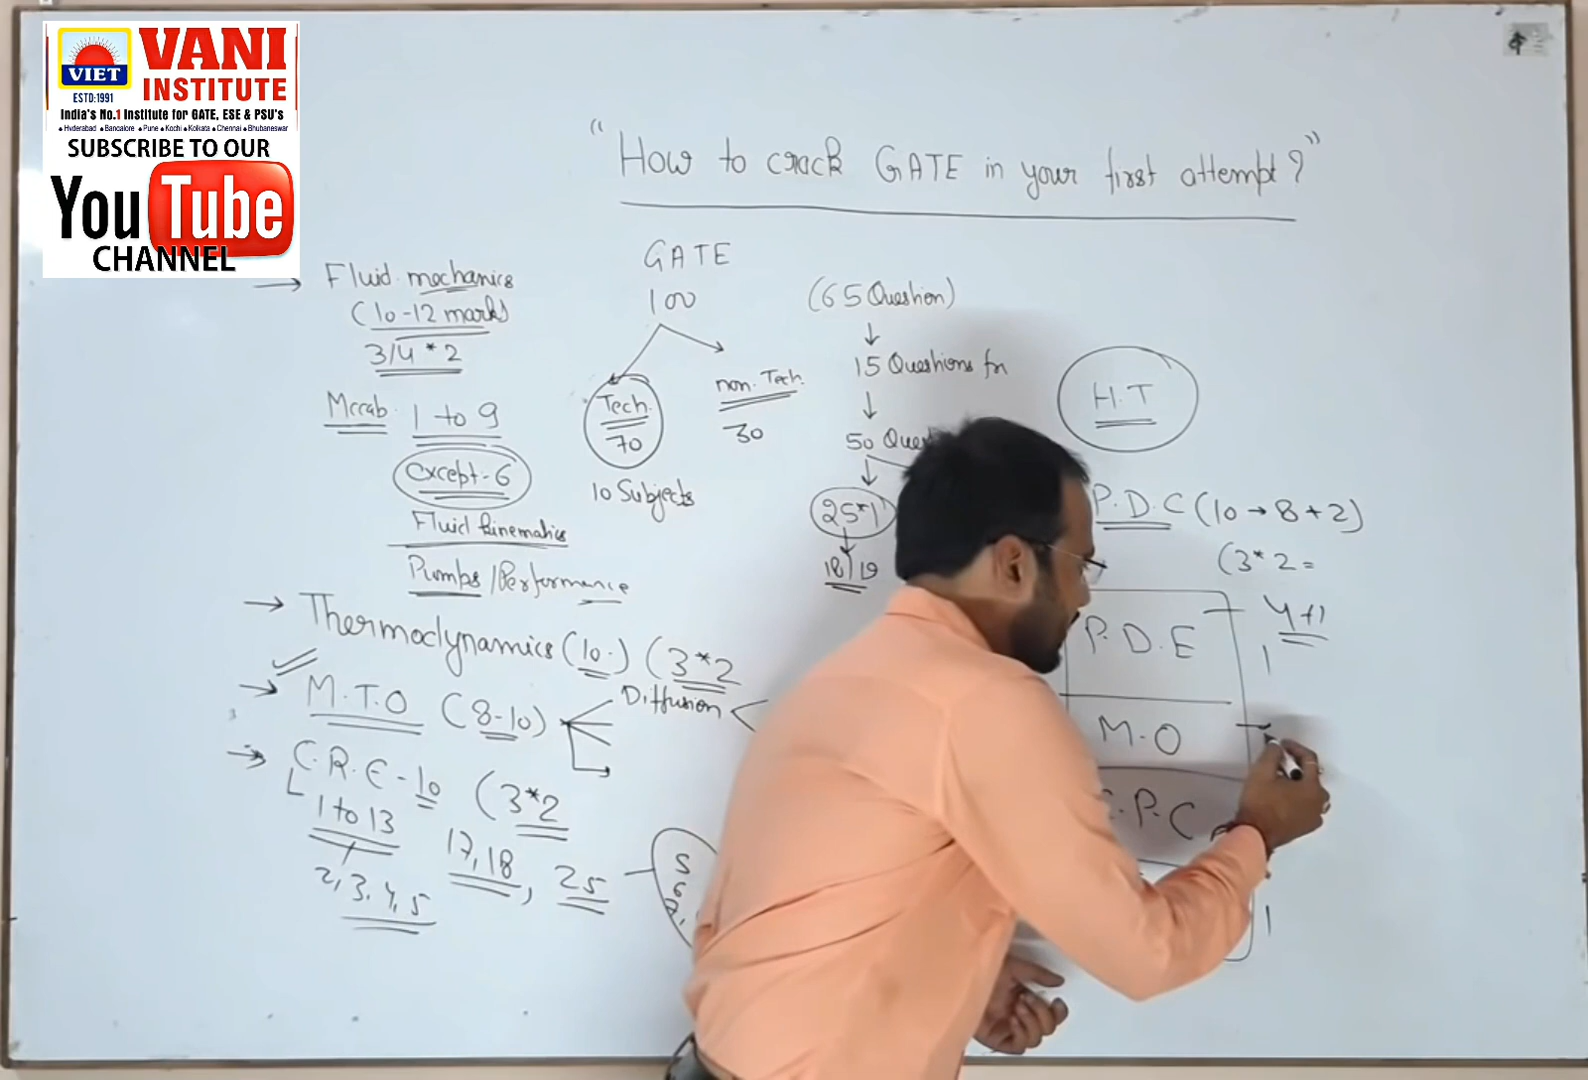 VANI
INSTITUTE
VIET
ESTD:1991
India's No.1 Institute for GATE, ESE & PSU's
Hyderabad Bangalore Pune Kochi Kolkata Chennai Bhubaneswar
SUBSCRIBE TO OUR
YouTube
CHANNEL
"How to crack GATE in your first attempt?"
→ Fluid mechanics
(10-12 marks)
3/4 * 2
Mccab. 1 to 9
except-6
Fluid kinematics
Pumps / Performance
→ Thermodynamics (10.) (3*2
→ M.T.O (8-10)
Diffusion
→ C.R.E - 10 (3*2
1 to 13
2, 3, 4, 5
17, 18, 25
5
6
GATE
100
Tech.
70
non. Tech.
30
10 Subjects
(65 Question)
↓
15 Questions for
↓
50
↓
25*1
18/19
H.T
P.D.C (10 → 8 + 2)
(3*2 =
4+1
P.D.E
1
M.O
.P.C
1